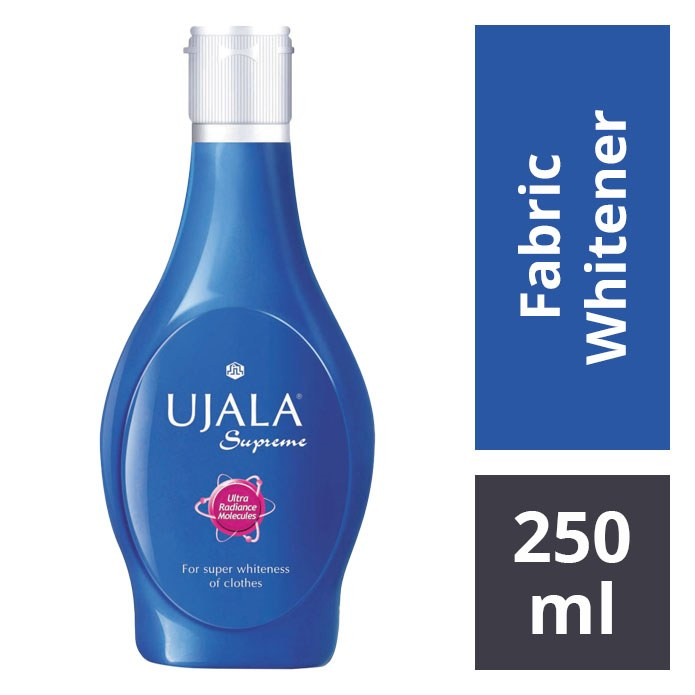 UJALA®
Supreme
Ultra
Radiance
Molecules
For super whiteness
of clothes
Fabric
Whitener
250
ml